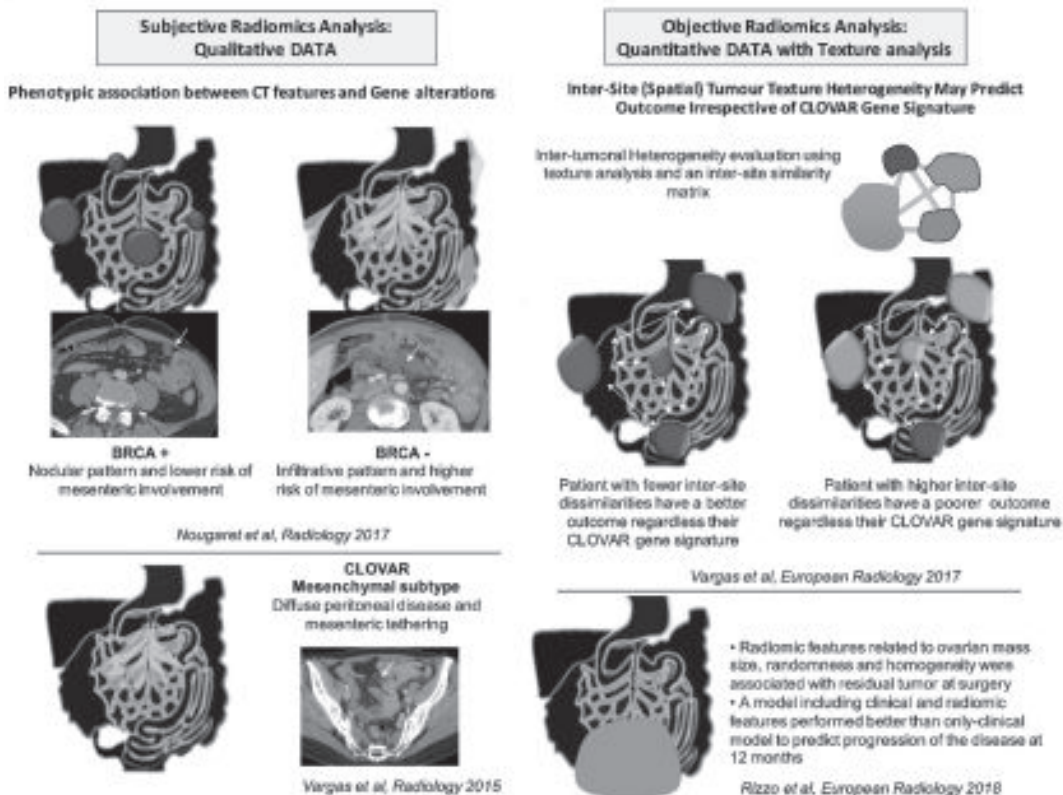 Subjective Radiomics Analysis:
Qualitative DATA
Phenotypic association between CT features and Gene alterations
BRCA +
Nodular pattern and lower risk of
mesenteric involvement
BRCA -
Infiltrative pattern and higher
risk of mesenteric involvement
Nougaret et al, Radiology 2017
CLOVAR
Mesenchymal subtype
Diffuse peritoneal disease and
mesenteric tethering
Vargas et al, Radiology 2015
Objective Radiomics Analysis:
Quantitative DATA with Texture analysis
Inter-Site (Spatial) Tumour Texture Heterogeneity May Predict
Outcome Irrespective of CLOVAR Gene Signature
Inter-tumoral Heterogeneity evaluation using
texture analysis and an inter-site similarity
matrix
Patient with fewer inter-site
dissimilarities have a better
outcome regardless their
CLOVAR gene signature
Patient with higher inter-site
dissimilarities have a poorer outcome
regardless their CLOVAR gene signature
Vargas et al, European Radiology 2017
• Radiomic features related to ovarian mass
size, randomness and homogeneity were
associated with residual tumor at surgery
• A model including clinical and radiomic
features performed better than only-clinical
model to predict progression of the disease at
12 months
Rizzo et al, European Radiology 2018